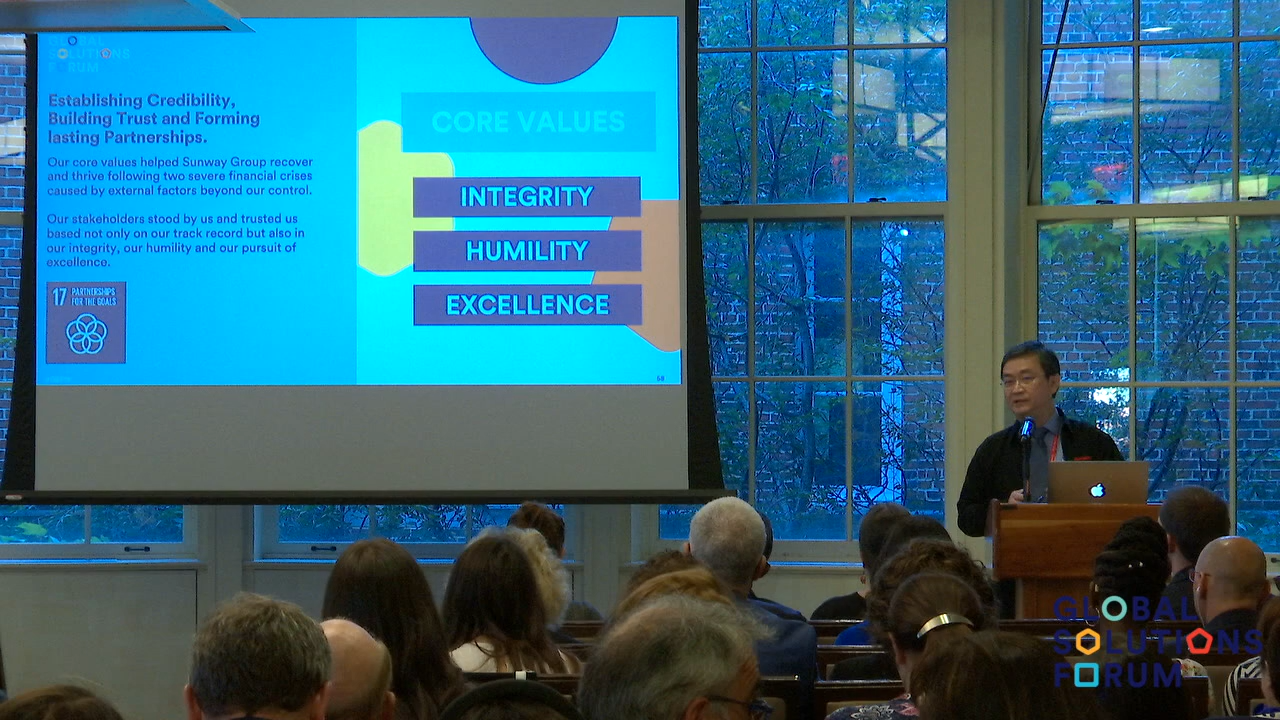 GLOBAL
SOLUTIONS
FORUM
Establishing Credibility,
Building Trust and Forming
lasting Partnerships.
Our core values helped Sunway Group recover
and thrive following two severe financial crises
caused by external factors beyond our control.
Our stakeholders stood by us and trusted us
based not only on our track record but also in
our integrity, our humility and our pursuit of
excellence.
17 PARTNERSHIPS
FOR THE GOALS
CORE VALUES
INTEGRITY
HUMILITY
EXCELLENCE
58
GLOBAL
SOLUTIONS
FORUM